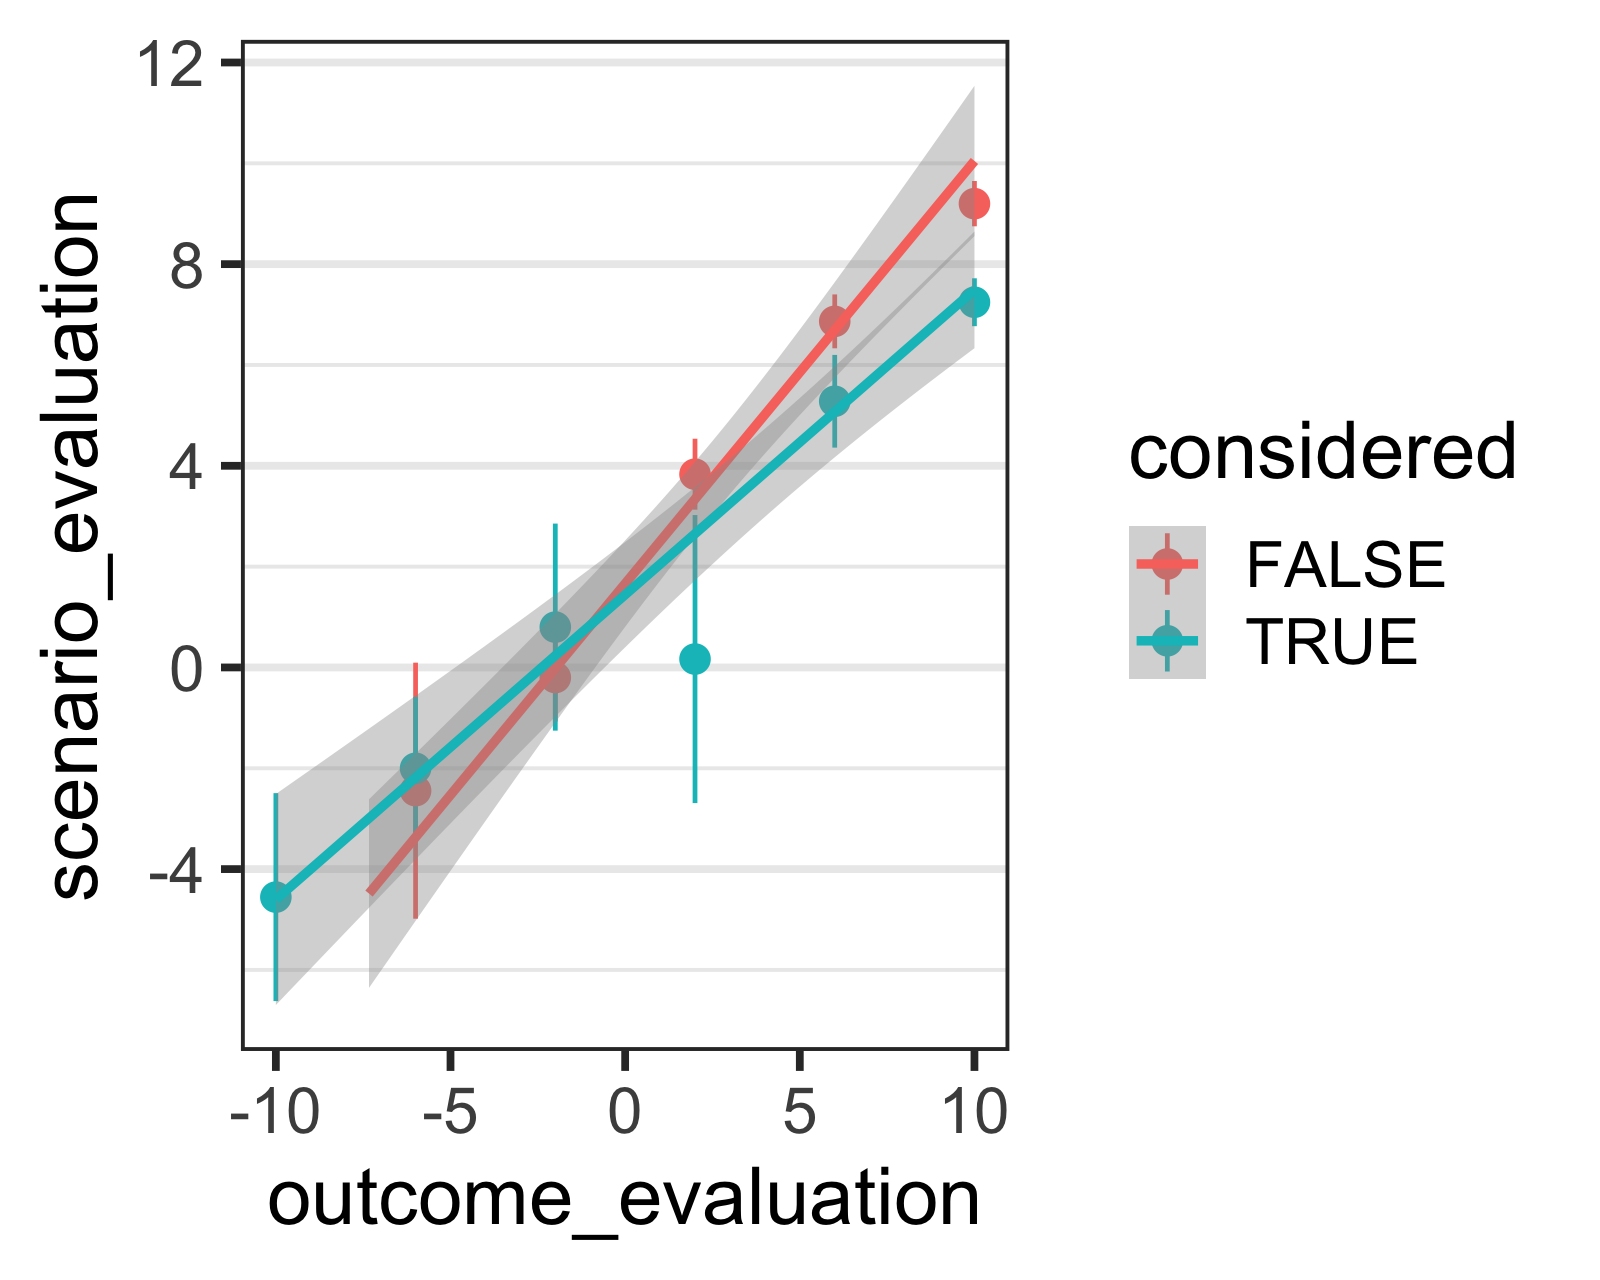 12
8
4
0
-4
scenario_evaluation
-10 -5 0 5 10
outcome_evaluation
considered
FALSE
TRUE